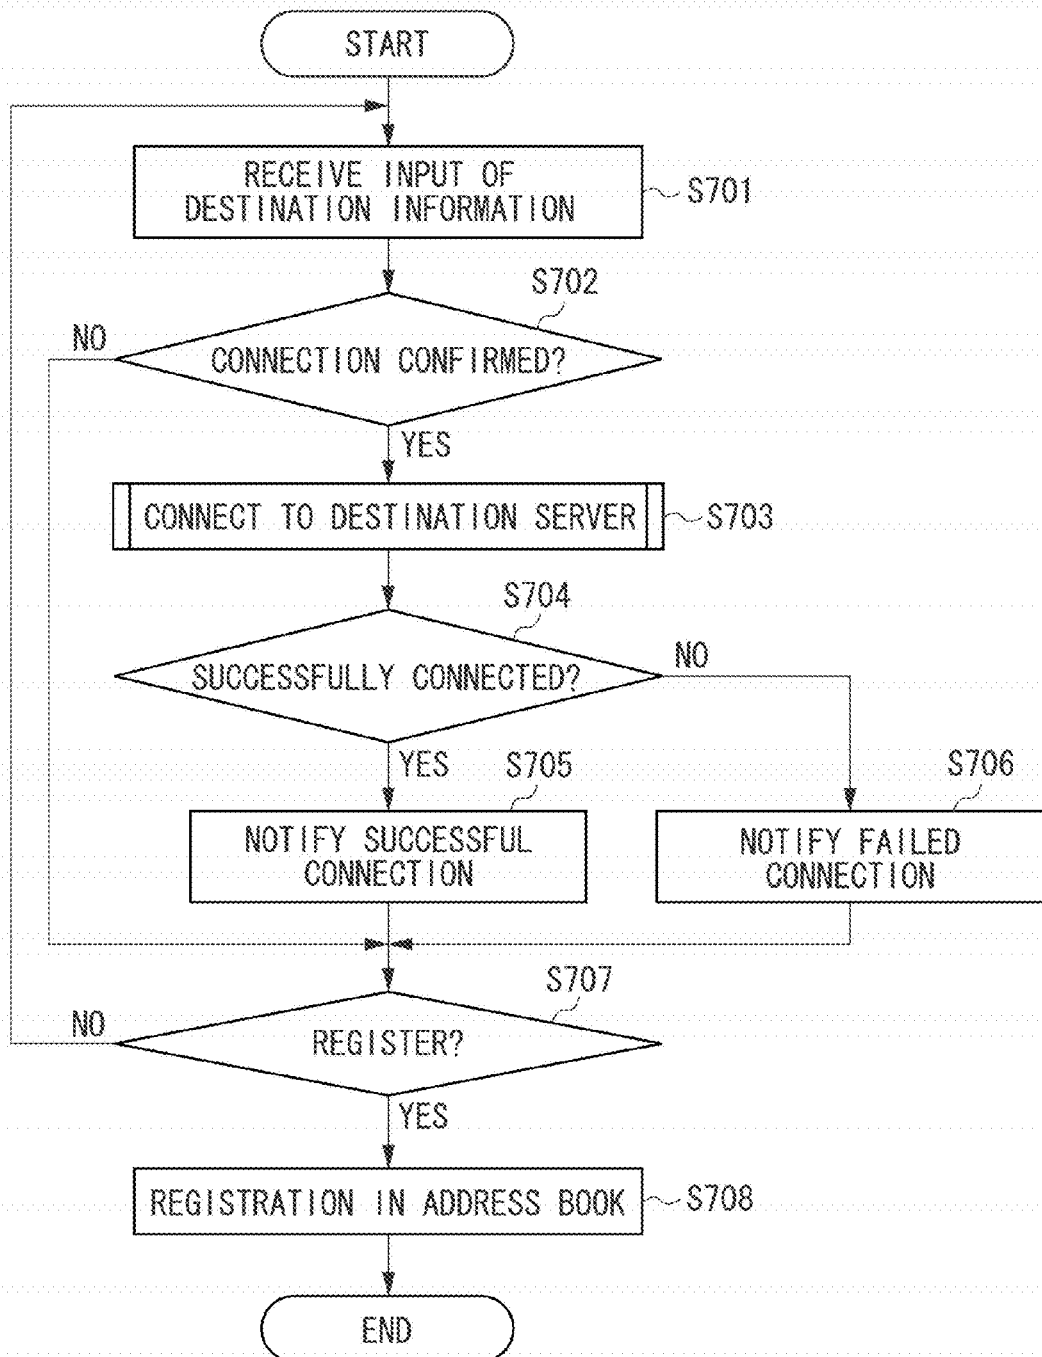 START
RECEIVE INPUT OF
DESTINATION INFORMATION
S701
S702
NO
CONNECTION CONFIRMED?
YES
CONNECT TO DESTINATION SERVER
S703
S704
SUCCESSFULLY CONNECTED?
NO
YES
S705
S706
NOTIFY SUCCESSFUL
CONNECTION
NOTIFY FAILED
CONNECTION
S707
NO
REGISTER?
YES
REGISTRATION IN ADDRESS BOOK
S708
END